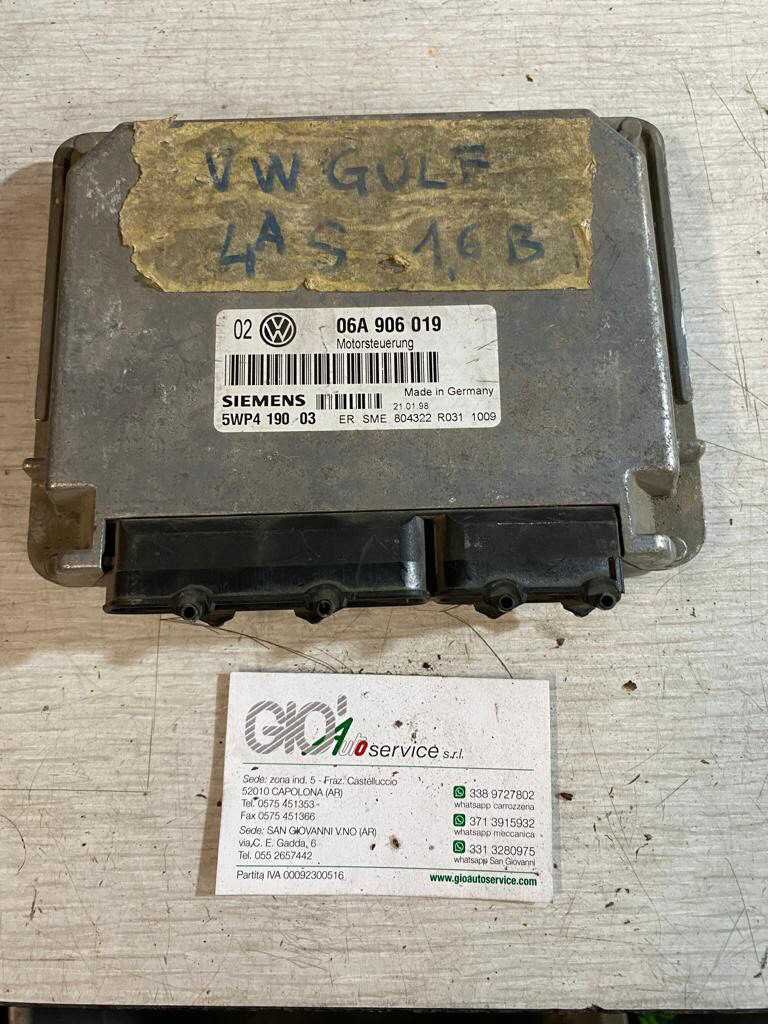 VW GULF
4AS 1,6 B
02 VW 06A 906 019
Motorsteuerung
SIEMENS Made in Germany
21 01 98
5WP4 190 03 ER SME 804322 R031 1009
GIO' Autoservice s.r.l.
Sede: zona ind. 5 - Fraz. Castelluccio
52010 CAPOLONA (AR)
Tel. 0575 451353 -
Fax 0575 451366
Sede: SAN GIOVANNI V.NO (AR)
via C. E. Gadda, 6
Tel. 055 2657442
Partita IVA 00092300516
338 9727802
whatsapp carrozzeria
371 3915932
whatsapp meccanica
331 3280975
whatsapp San Giovanni
www.gioautoservice.com